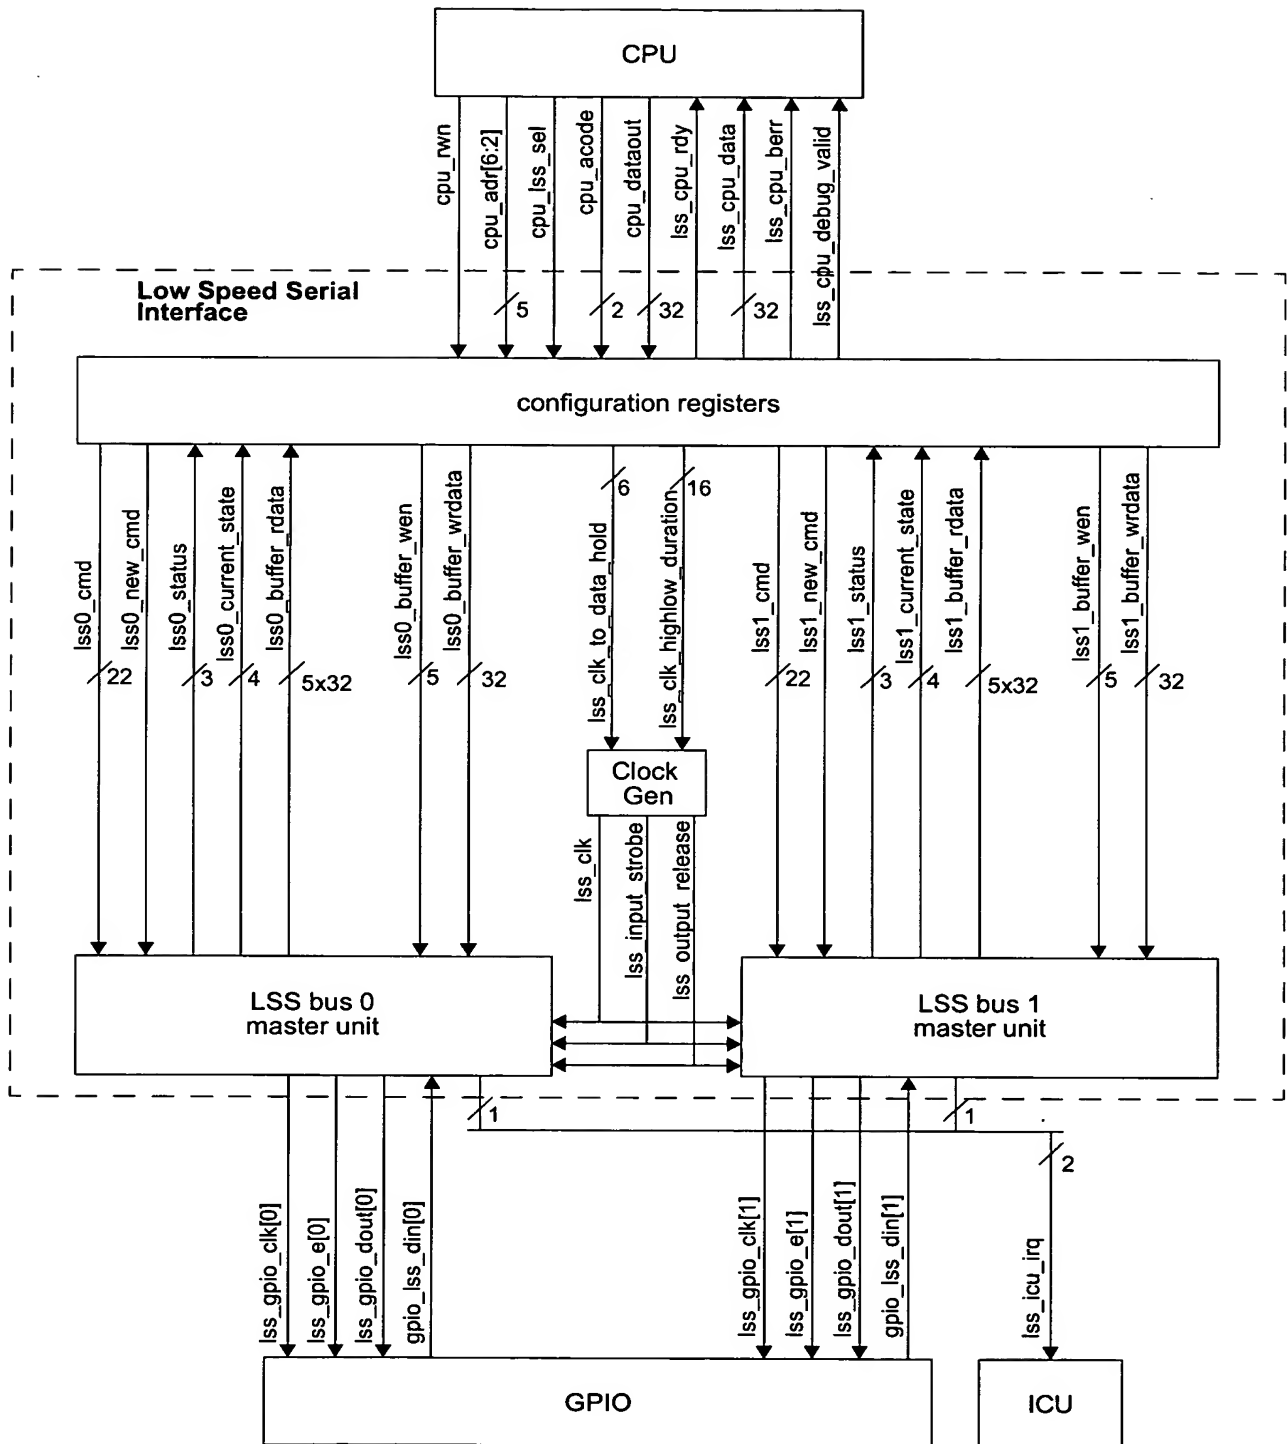 CPU
cpu_rwn
cpu_adr[6:2]
cpu_lss_sel
cpu_acode
cpu_dataout
lss_cpu_rdy
lss_cpu_data
lss_cpu_berr
lss_cpu_debug_valid
Low Speed Serial
Interface
5
2
32
32
configuration registers
lss0_cmd
lss0_new_cmd
lss0_status
lss0_current_state
lss0_buffer_rdata
lss0_buffer_wen
lss0_buffer_wrdata
lss_clk_to_data_hold
lss_clk_highlow_duration
lss1_cmd
lss1_new_cmd
lss1_status
lss1_current_state
lss1_buffer_rdata
lss1_buffer_wen
lss1_buffer_wrdata
6
16
22
3
4
5x32
5
32
22
3
4
5x32
5
32
Clock
Gen
lss_clk
lss_input_strobe
lss_output_release
LSS bus 0
master unit
LSS bus 1
master unit
1
1
2
lss_gpio_clk[0]
lss_gpio_e[0]
lss_gpio_dout[0]
gpio_lss_din[0]
lss_gpio_clk[1]
lss_gpio_e[1]
lss_gpio_dout[1]
gpio_lss_din[1]
lss_icu_irq
GPIO
ICU